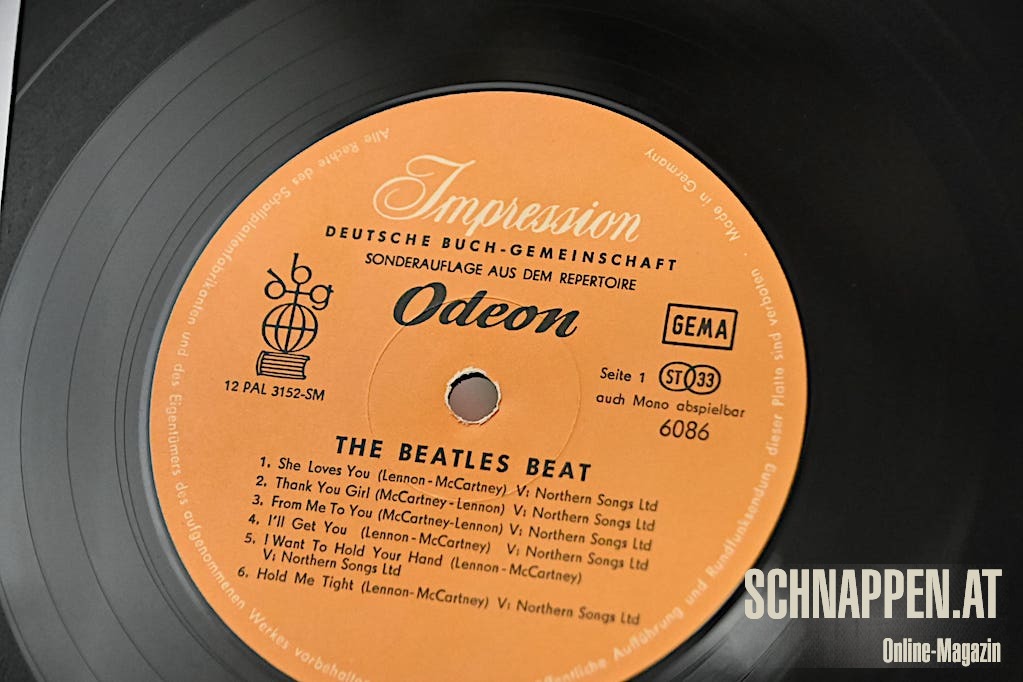 Impression
DEUTSCHE BUCH-GEMEINSCHAFT
SONDERAUFLAGE AUS DEM REPERTOIRE
Odeon
dbg
12 PAL 3152-SM
GEMA
Seite 1 ST 33
auch Mono abspielbar
6086
THE BEATLES BEAT
1. She Loves You (Lennon-McCartney) V: Northern Songs Ltd
2. Thank You Girl (McCartney-Lennon) V: Northern Songs Ltd
3. From Me To You (McCartney-Lennon) V: Northern Songs Ltd
4. I'll Get You (Lennon-McCartney) V: Northern Songs Ltd
5. I Want To Hold Your Hand (Lennon-McCartney)
V: Northern Songs Ltd
6. Hold Me Tight (Lennon-McCartney) V: Northern Songs Ltd
Alle Rechte des Schallplattenfabrikanten und des Eigentümers des aufgenommenen Werkes vorbehalten
öffentliche Aufführung und Rundfunksendung dieser Platte sind verboten
Made in Germany
SCHNAPPEN.AT
Online-Magazin